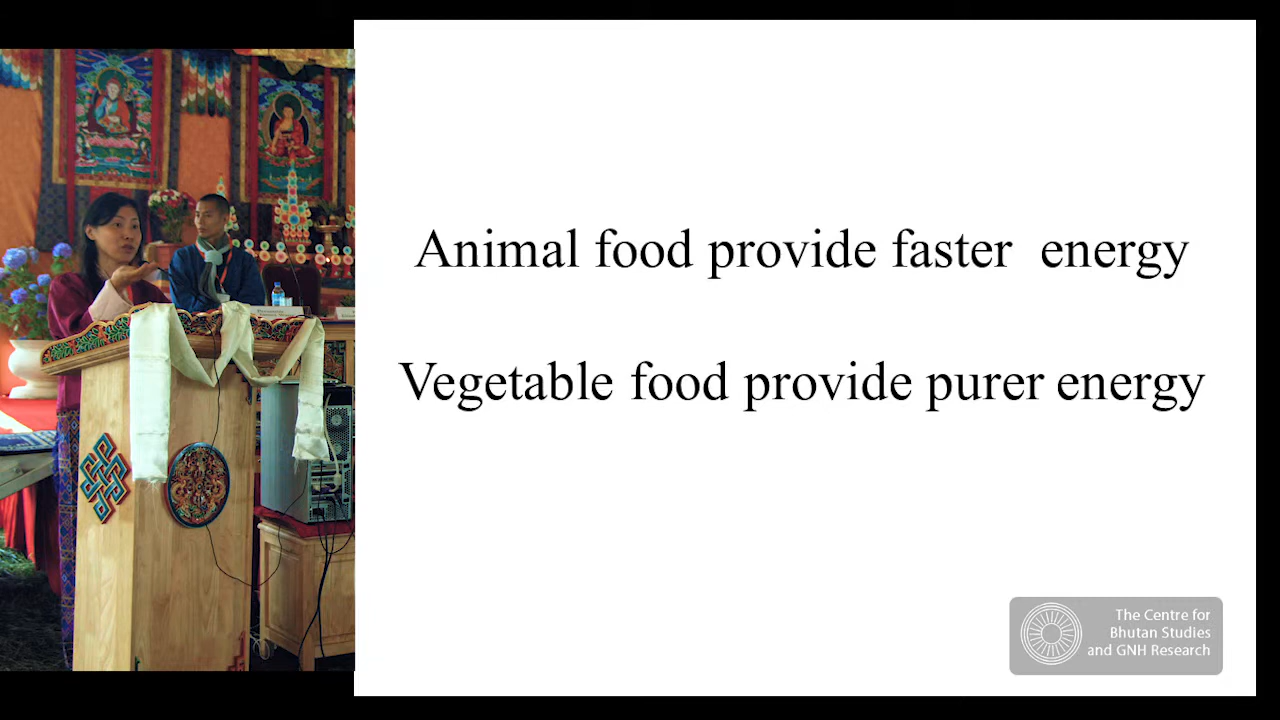 Animal food provide faster  energy
Vegetable food provide purer energy
The Centre for
Bhutan Studies
and GNH Research